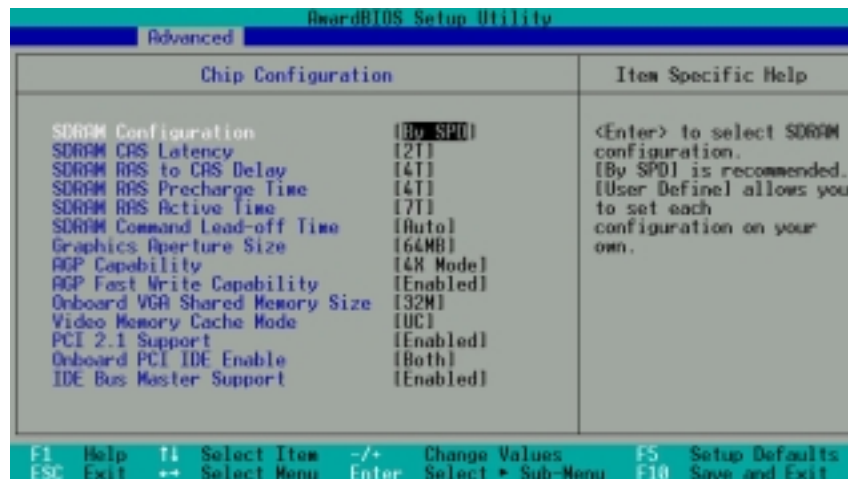 AwardBIOS Setup Utility
Advanced
Chip Configuration
Item Specific Help
SDRAM Configuration [By SPD]
SDRAM CAS Latency [2T]
SDRAM RAS to CAS Delay [4T]
SDRAM RAS Precharge Time [4T]
SDRAM RAS Active Time [7T]
SDRAM Command Lead-off Time [Auto]
Graphics Aperture Size [64MB]
AGP Capability [4X Mode]
AGP Fast Write Capability [Enabled]
Onboard VGA Shared Memory Size [32M]
Video Memory Cache Mode [UC]
PCI 2.1 Support [Enabled]
Onboard PCI IDE Enable [Both]
IDE Bus Master Support [Enabled]
<Enter> to select SDRAM
configuration.
[By SPD] is recommended.
[User Define] allows you
to set each
configuration on your
own.
F1 Help ↑↓ Select Item -/+ Change Values F5 Setup Defaults
ESC Exit ←→ Select Menu Enter Select ► Sub-Menu F10 Save and Exit